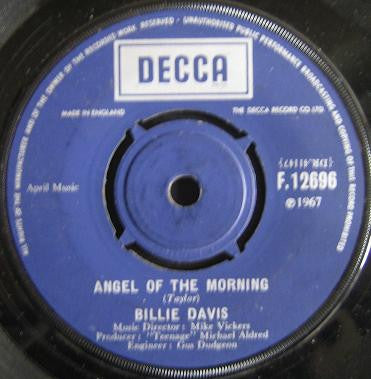 ALL RIGHTS OF THE MANUFACTURER AND OF THE OWNER OF THE RECORDED WORK RESERVED · UNAUTHORISED PUBLIC PERFORMANCE BROADCASTING AND COPYING OF THIS RECORD PROHIBITED
DECCA
MADE IN ENGLAND
THE DECCA RECORD CO LTD
April Music
F.12696
℗1967
ANGEL OF THE MORNING
(Taylor)
BILLIE DAVIS
Music Director : Mike Vickers
Producer : "Teenage" Michael Aldred
Engineer : Gus Dudgeon